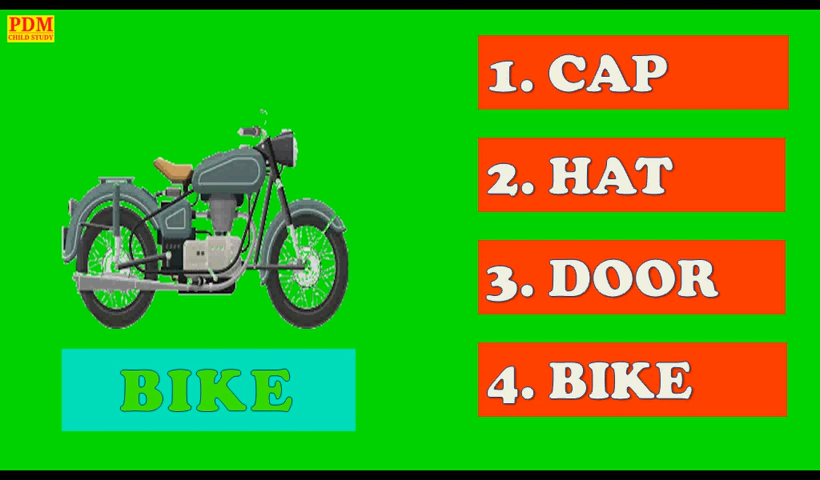 PDM
CHILD STUDY
1. CAP
2. HAT
3. DOOR
4. BIKE
BIKE